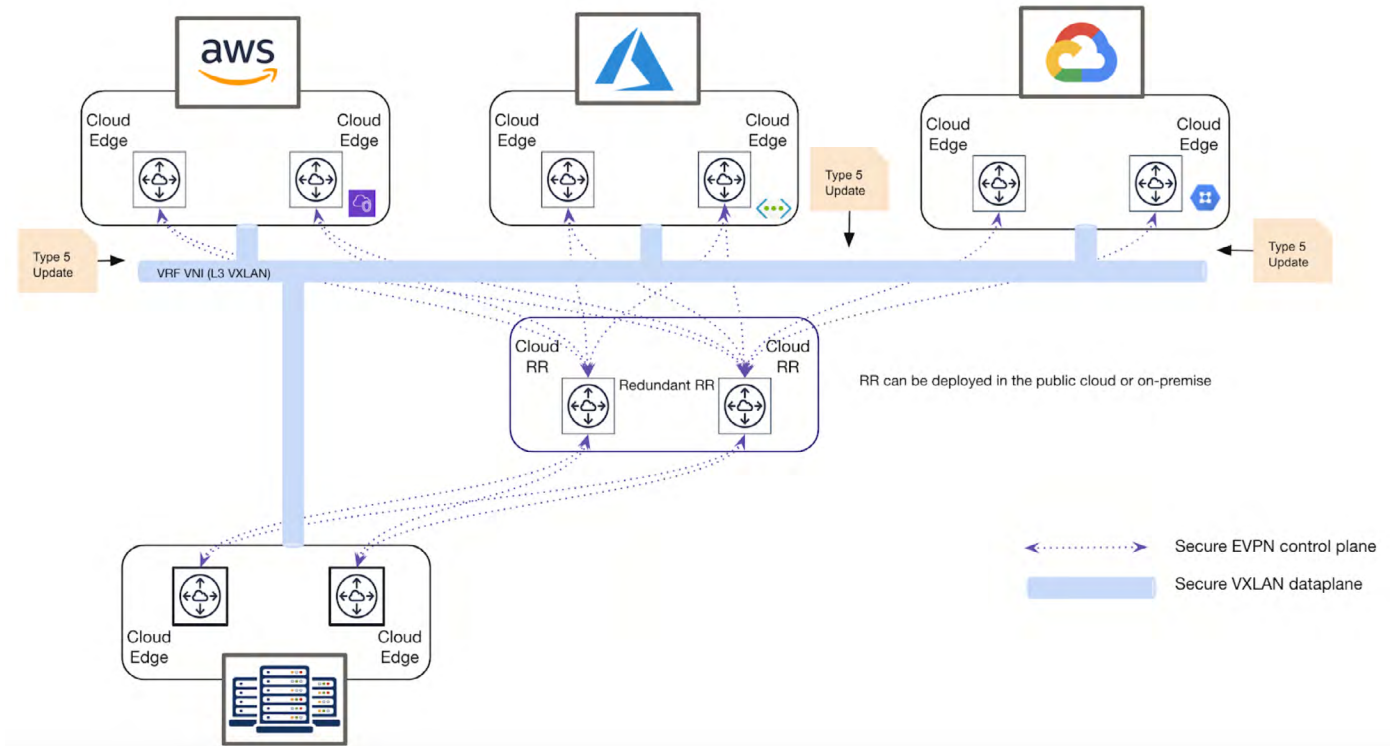 aws
Cloud
Edge
Cloud
Edge
Cloud
Edge
Cloud
Edge
Cloud
Edge
Cloud
Edge
Type 5
Update
Type 5
Update
Type 5
Update
VRF VNI (L3 VXLAN)
Cloud
RR
Redundant RR
Cloud
RR
RR can be deployed in the public cloud or on-premise
Secure EVPN control plane
Secure VXLAN dataplane
Cloud
Edge
Cloud
Edge